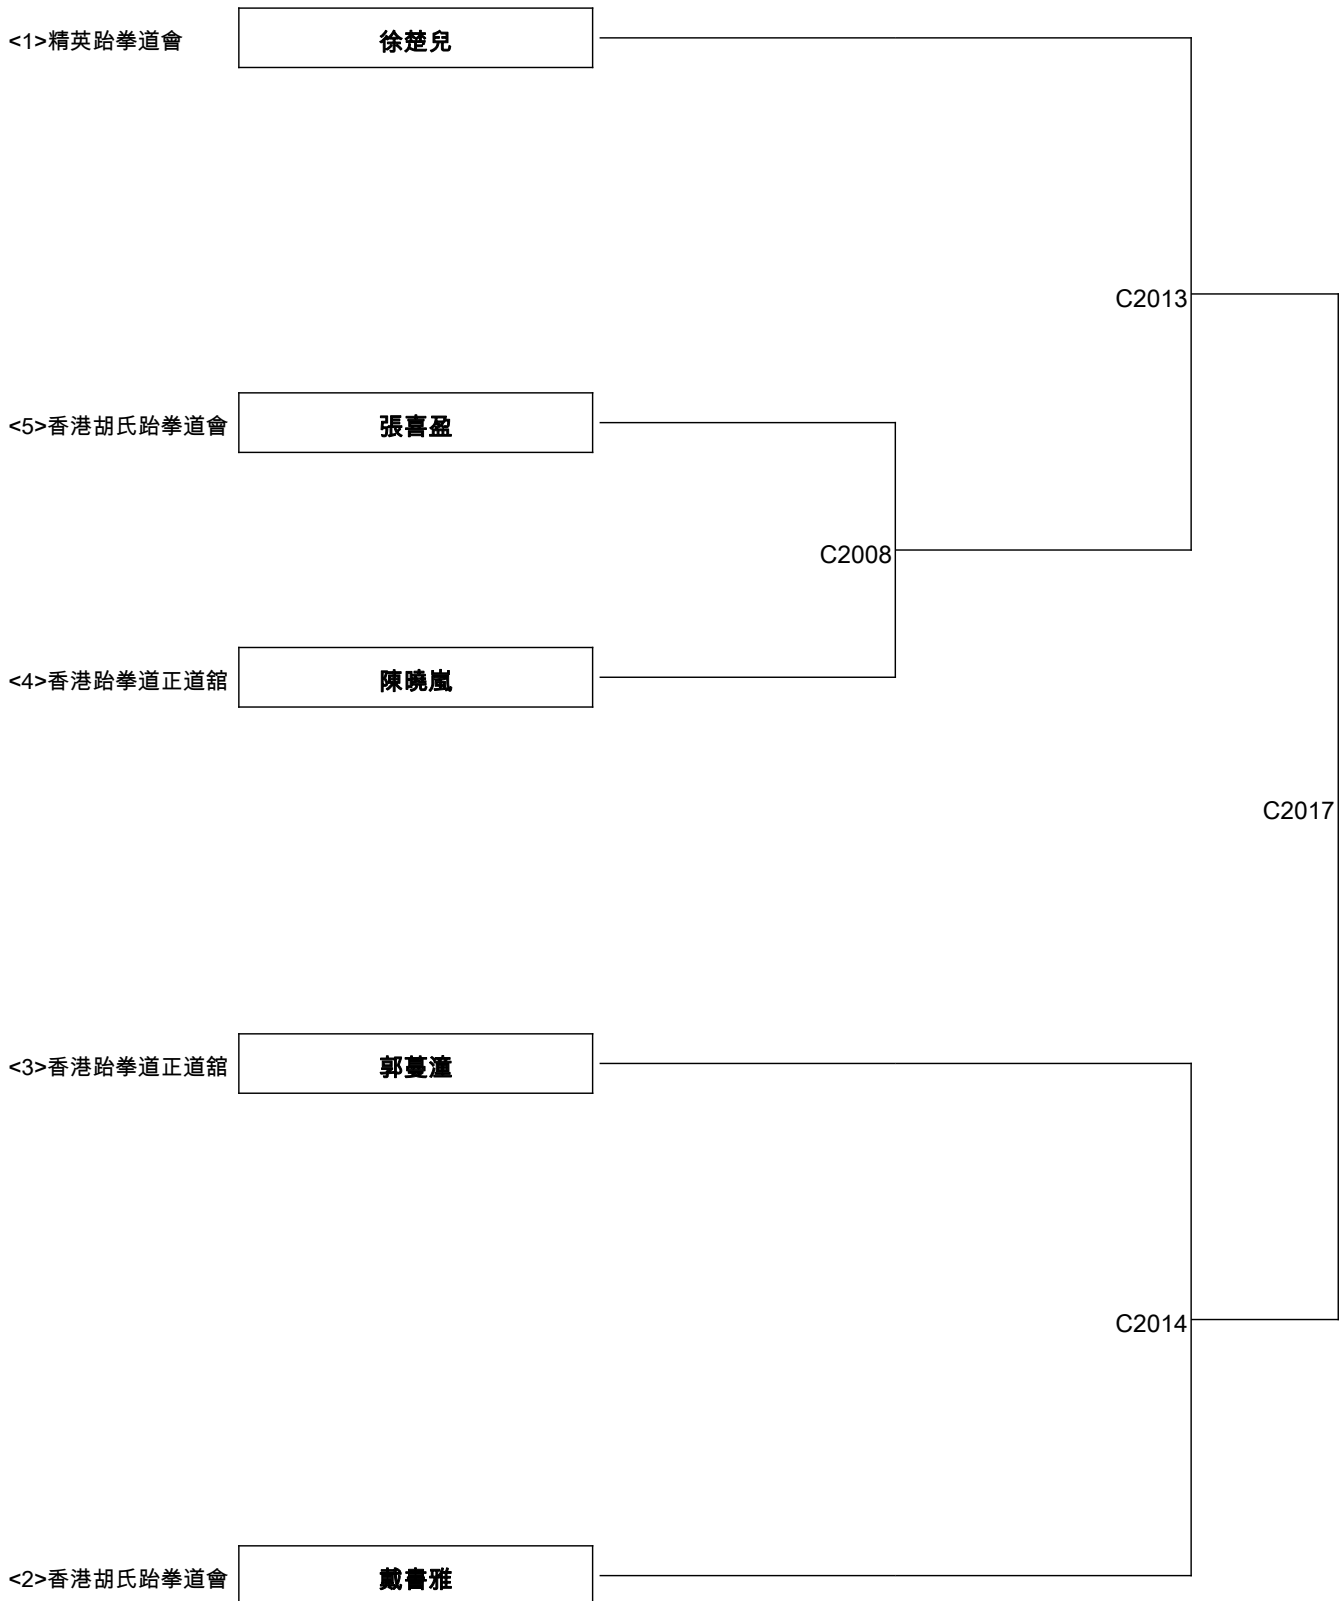 <1>精英跆拳道會 徐楚兒
C2013
<5>香港胡氏跆拳道會 張喜盈
C2008
<4>香港跆拳道正道舘 陳曉嵐
C2017
<3>香港跆拳道正道舘 郭蔓潼
C2014
<2>香港胡氏跆拳道會 戴書雅